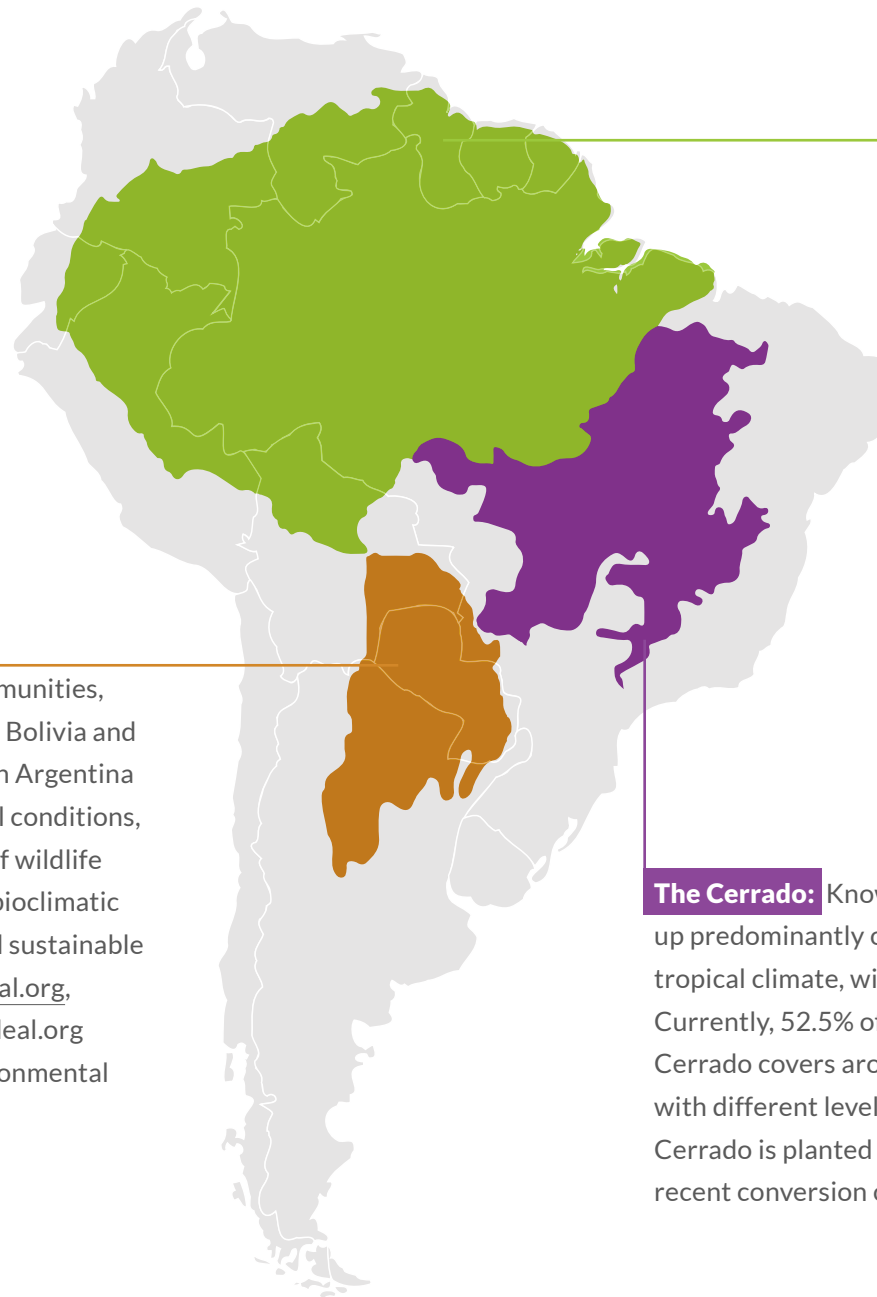 munities,
Bolivia and
n Argentina
l conditions,
f wildlife
bioclimatic
l sustainable
al.org,
leal.org
onmental
The Cerrado: Know
up predominantly o
tropical climate, wi
Currently, 52.5% of
Cerrado covers aro
with different level
Cerrado is planted
recent conversion o